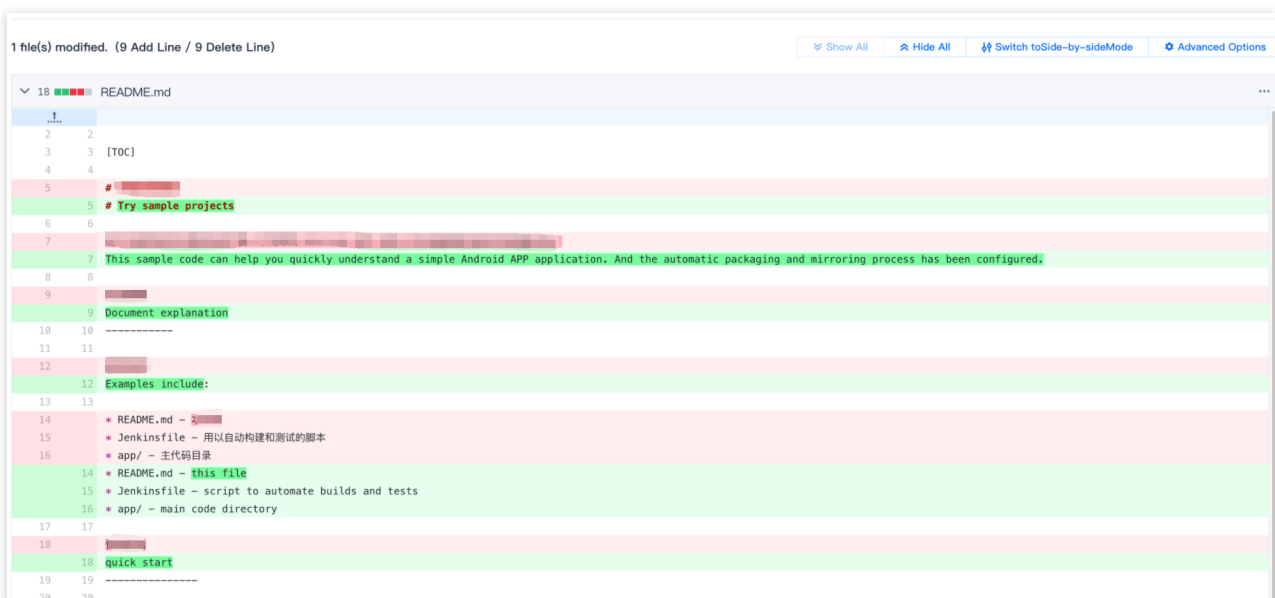 1 file(s) modified.  (9 Add Line / 9 Delete Line)
Show All
Hide All
Switch toSide-by-sideMode
Advanced Options
18 README.md
...
2 2
3 3 [TOC]
4 4
5 #
5 # Try sample projects
6 6
7
7 This sample code can help you quickly understand a simple Android APP application. And the automatic packaging and mirroring process has been configured.
8 8
9
9 Document explanation
10 10 -----------
11 11
12
12 Examples include:
13 13
14 * README.md -
15 * Jenkinsfile - 用以自动构建和测试的脚本
16 * app/ - 主代码目录
14 * README.md - this file
15 * Jenkinsfile - script to automate builds and tests
16 * app/ - main code directory
17 17
18
18 quick start
19 19 ---------------
20 20